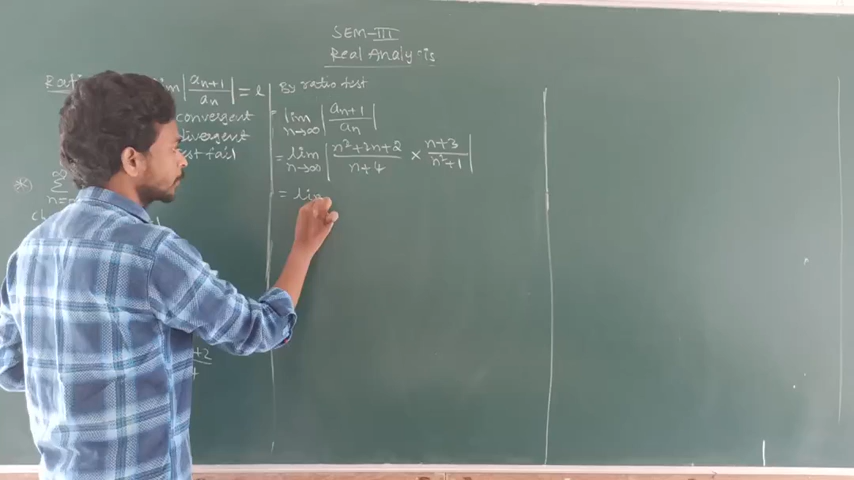 SEM-III
Real Analysis
lim |aₙ₊₁/aₙ| = l
convergent
divergent
test fail
∞
∑
n=
+2
By ratio test
= lim n→∞ |aₙ₊₁/aₙ|
= lim n→∞ |(n²+2n+2)/(n+4) × (n+3)/(n²+1)|
= lim